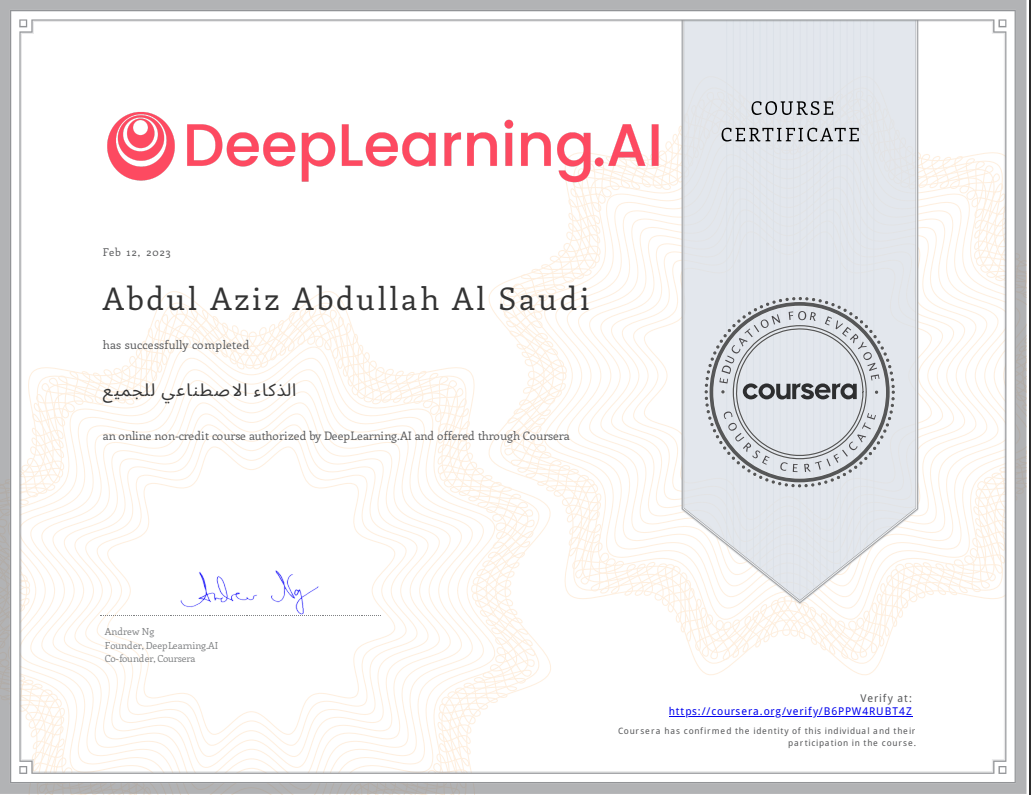 DeepLearning.AI
COURSE
CERTIFICATE
Feb 12, 2023
Abdul Aziz Abdullah Al Saudi
has successfully completed
الذكاء الاصطناعي للجميع
an online non-credit course authorized by DeepLearning.AI and offered through Coursera
EDUCATION FOR EVERYONE
coursera
COURSE CERTIFICATE
Andrew Ng
Andrew Ng
Founder, DeepLearning.AI
Co-founder, Coursera
Verify at:
https://coursera.org/verify/B6PPW4RUBT4Z
Coursera has confirmed the identity of this individual and their
participation in the course.